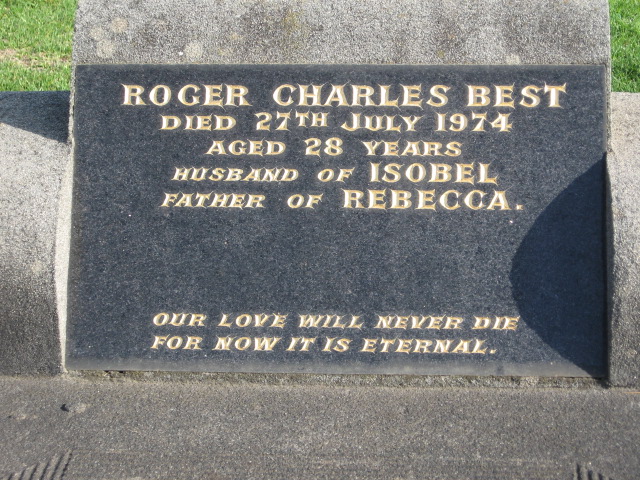 ROGER CHARLES BEST
DIED 27TH JULY 1974
AGED 28 YEARS
HUSBAND OF ISOBEL
FATHER OF REBECCA.
OUR LOVE WILL NEVER DIE
FOR NOW IT IS ETERNAL.